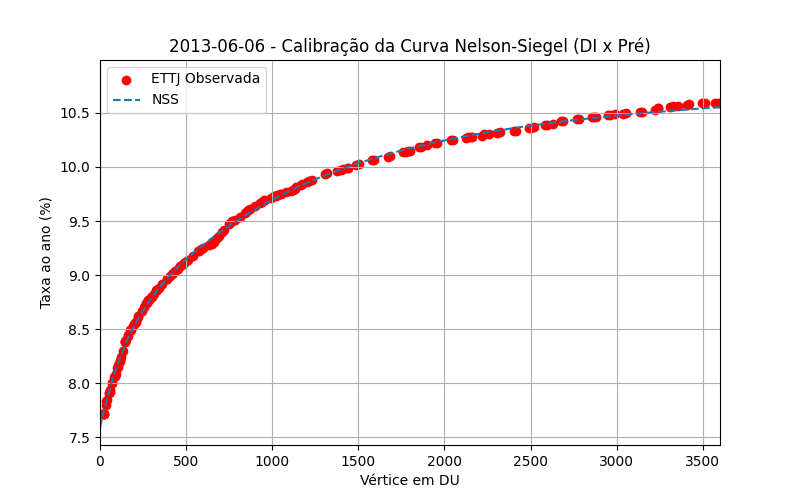 2013-06-06 - Calibração da Curva Nelson-Siegel (DI x Pré)
ETTJ Observada
NSS
Taxa ao ano (%)
10.5
10.0
9.5
9.0
8.5
8.0
7.5
0 500 1000 1500 2000 2500 3000 3500
Vértice em DU